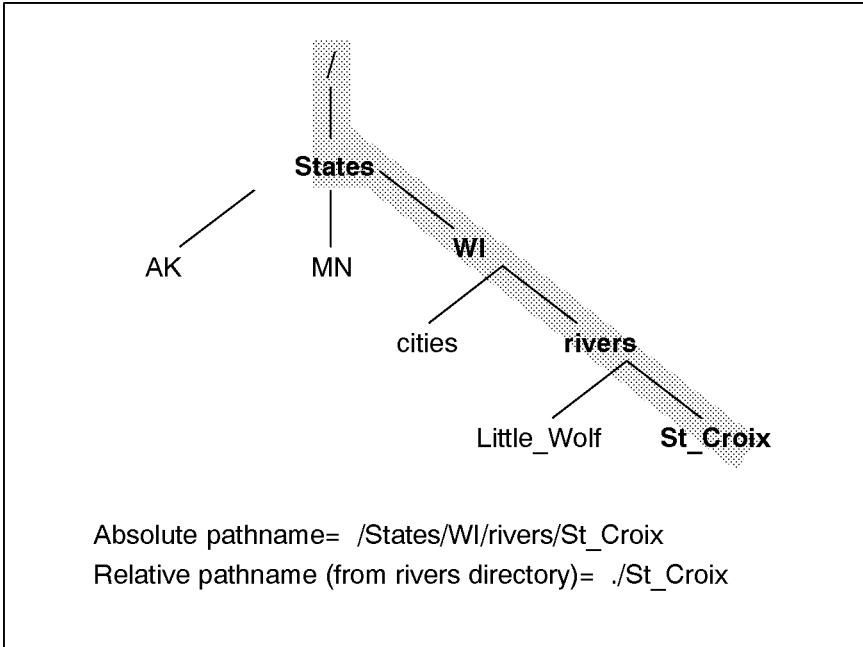 /
States
WI
AK MN
cities rivers
Little_Wolf St_Croix
Absolute pathname= /States/WI/rivers/St_Croix
Relative pathname (from rivers directory)= ./St_Croix